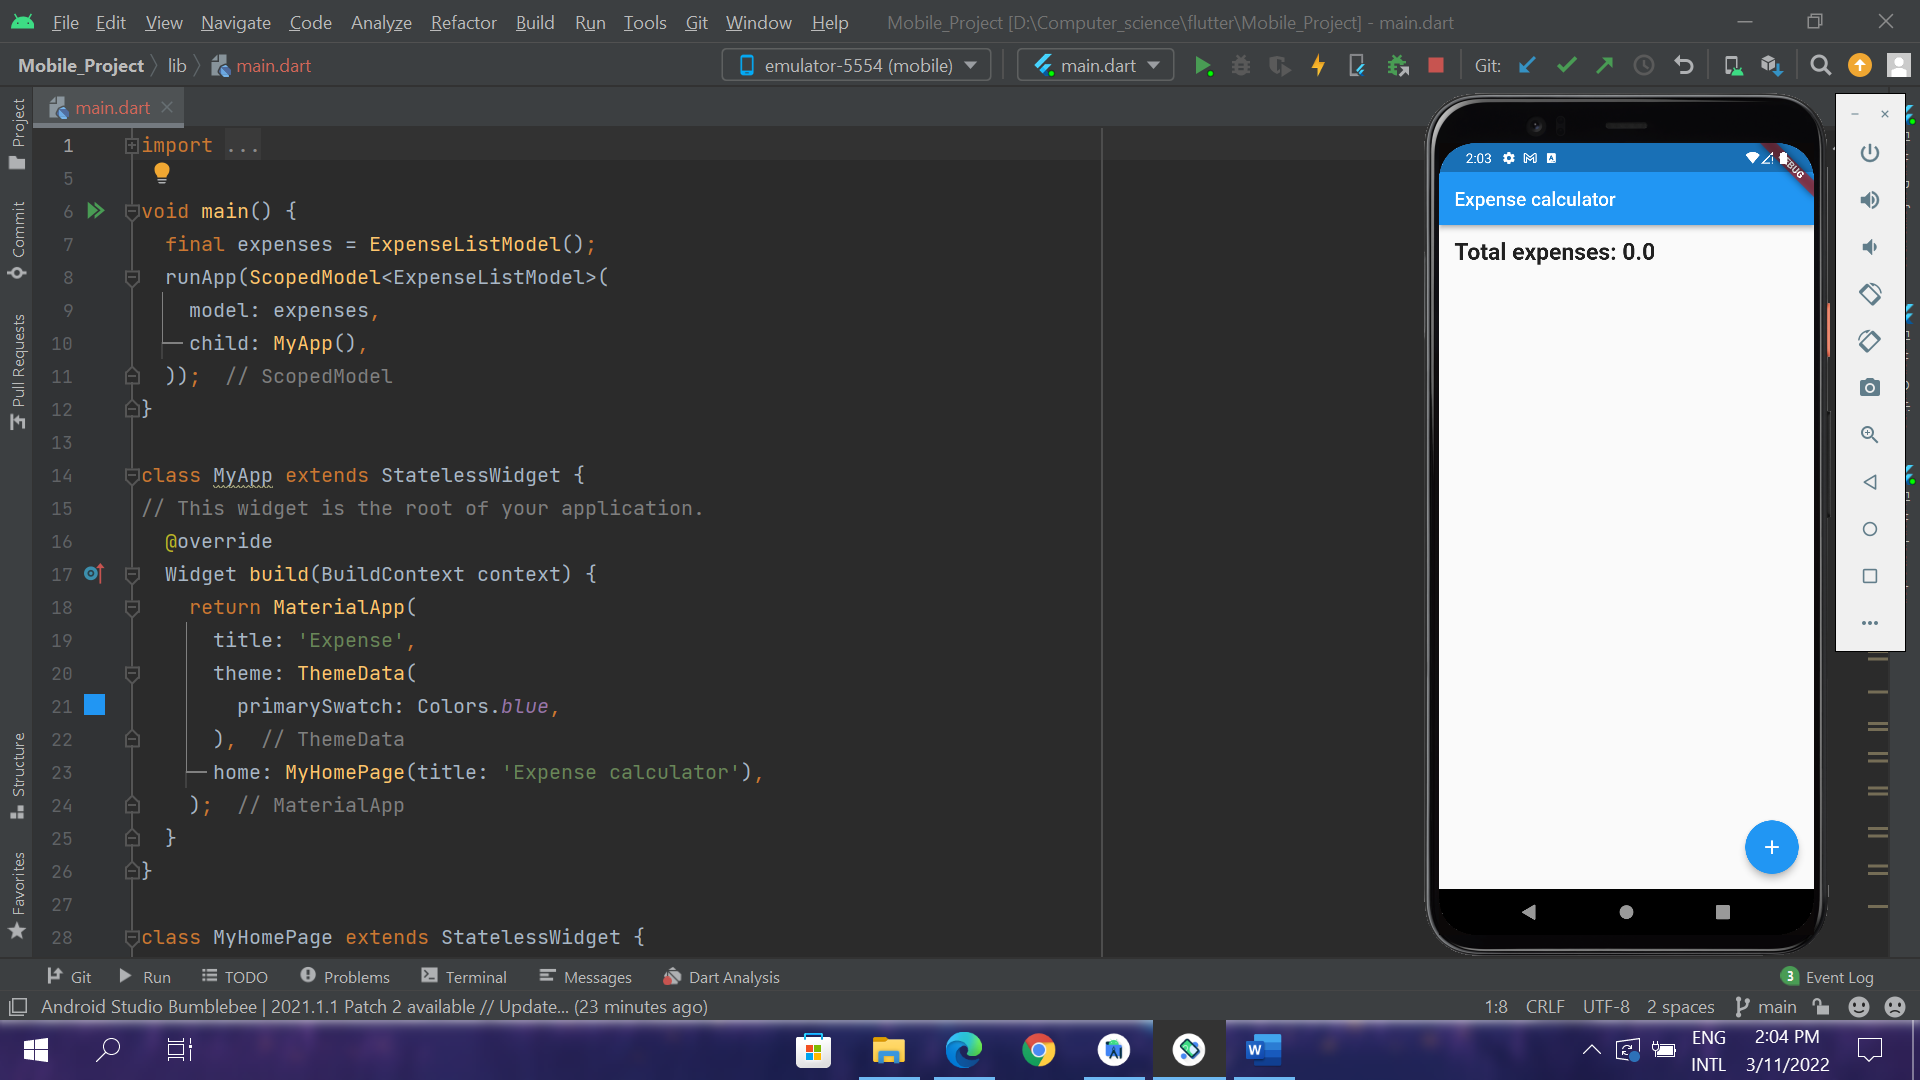 File Edit View Navigate Code Analyze Refactor Build Run Tools Git Window Help Mobile_Project [D:\Computer_science\flutter\Mobile_Project] - main.dart
Mobile_Project lib main.dart emulator-5554 (mobile) main.dart Git:
main.dart
Project
Commit
Pull Requests
Structure
Favorites
1 import ...
5
6 void main() {
7 final expenses = ExpenseListModel();
8 runApp(ScopedModel<ExpenseListModel>(
9 model: expenses,
10 child: MyApp(),
11 )); // ScopedModel
12 }
13
14 class MyApp extends StatelessWidget {
15 // This widget is the root of your application.
16 @override
17 Widget build(BuildContext context) {
18 return MaterialApp(
19 title: 'Expense',
20 theme: ThemeData(
21 primarySwatch: Colors.blue,
22 ), // ThemeData
23 home: MyHomePage(title: 'Expense calculator'),
24 ); // MaterialApp
25 }
26 }
27
28 class MyHomePage extends StatelessWidget {
2:03
Expense calculator
Total expenses: 0.0
Git Run TODO Problems Terminal Messages Dart Analysis 3 Event Log
Android Studio Bumblebee | 2021.1.1 Patch 2 available // Update... (23 minutes ago) 1:8 CRLF UTF-8 2 spaces main
ENG 2:04 PM
INTL 3/11/2022